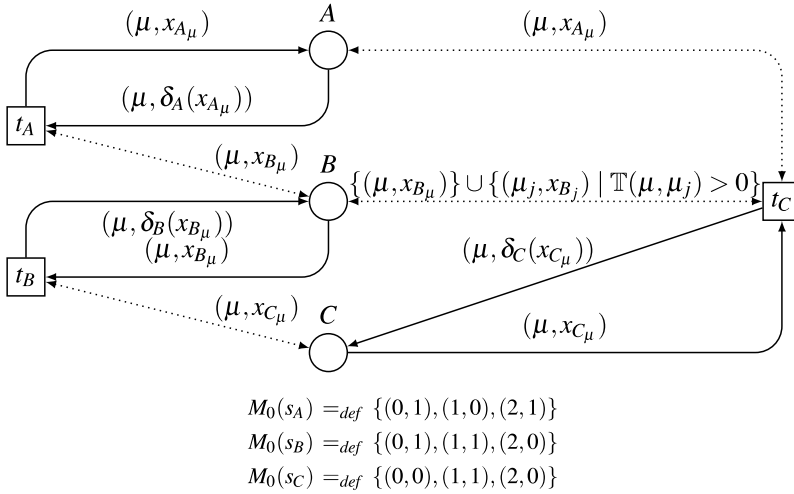 (μ, x_{A_μ}) A (μ, x_{A_μ})
(μ, δ_A(x_{A_μ}))
t_A
(μ, x_{B_μ}) B {(μ, x_{B_μ})} ∪ {(μ_j, x_{B_j}) | 𝕋(μ, μ_j) > 0}
t_C
(μ, δ_B(x_{B_μ}))
(μ, x_{B_μ}) (μ, δ_C(x_{C_μ}))
t_B
(μ, x_{C_μ}) C (μ, x_{C_μ})
M_0(s_A) =_{def} {(0,1),(1,0),(2,1)}
M_0(s_B) =_{def} {(0,1),(1,1),(2,0)}
M_0(s_C) =_{def} {(0,0),(1,1),(2,0)}